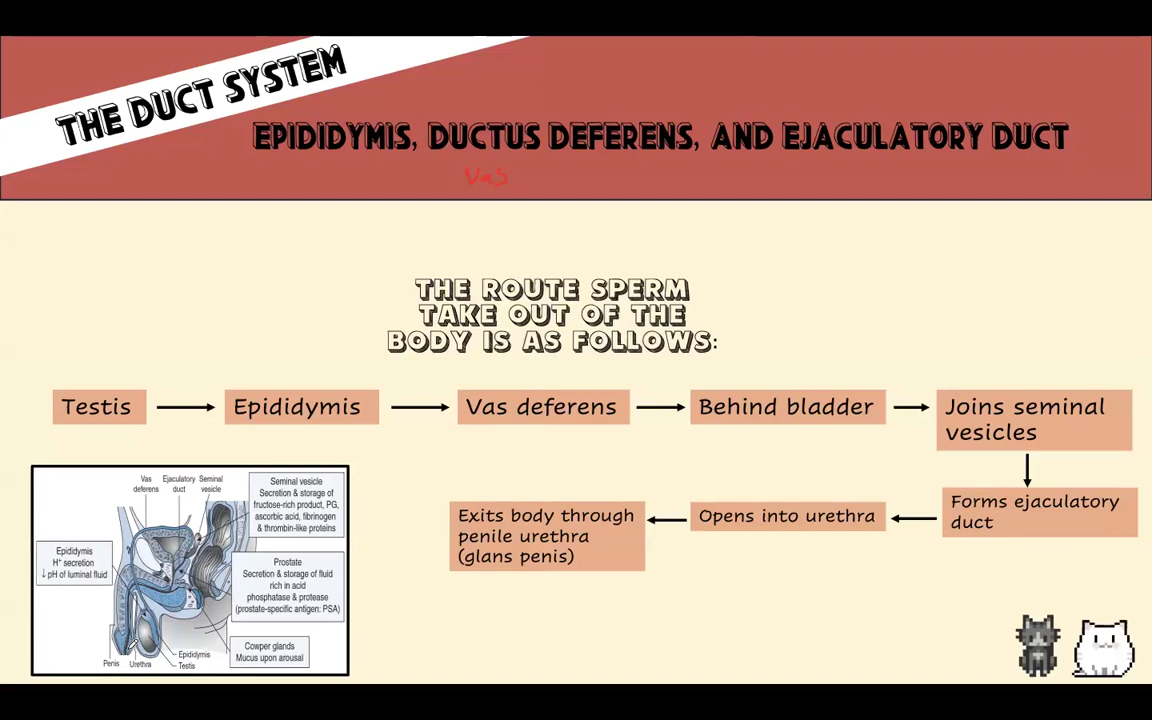 THE DUCT SYSTEM
EPIDIDYMIS, DUCTUS DEFERENS, AND EJACULATORY DUCT
vas
THE ROUTE SPERM
TAKE OUT OF THE
BODY IS AS FOLLOWS:
Testis
Epididymis
Vas deferens
Behind bladder
Joins seminal
vesicles
Forms ejaculatory
duct
Opens into urethra
Exits body through
penile urethra
(glans penis)
Vas
deferens
Ejaculatory
duct
Seminal
vesicle
Seminal vesicle
Secretion & storage of
fructose-rich product, PG,
ascorbic acid, fibrinogen
& thrombin-like proteins
Epididymis
H+ secretion
↓pH of luminal fluid
Prostate
Secretion & storage of fluid
rich in acid
phosphatase & protease
(prostate-specific antigen: PSA)
Cowper glands
Mucus upon arousal
Penis
Urethra
Epididymis
Testis